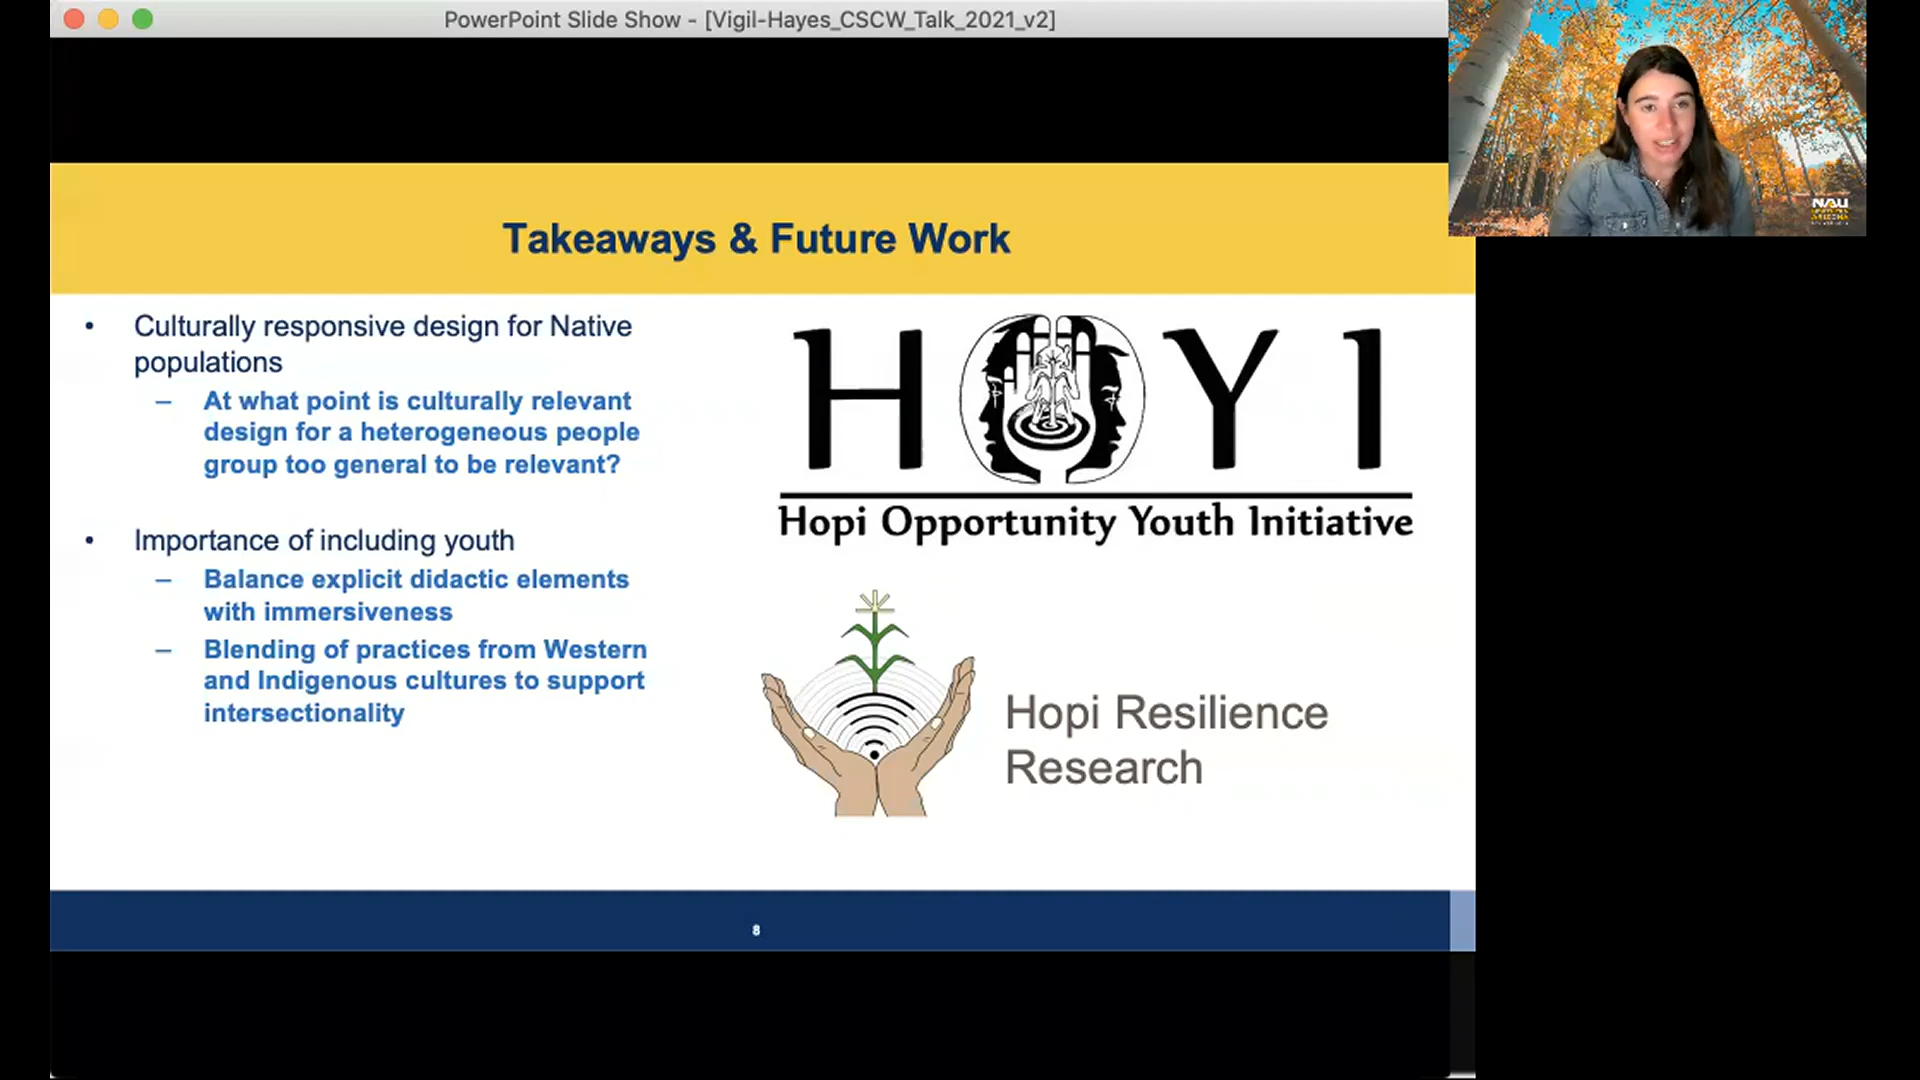 PowerPoint Slide Show - [Vigil-Hayes_CSCW_Talk_2021_v2]
Takeaways & Future Work
• Culturally responsive design for Native
populations
– At what point is culturally relevant
design for a heterogeneous people
group too general to be relevant?
• Importance of including youth
– Balance explicit didactic elements
with immersiveness
– Blending of practices from Western
and Indigenous cultures to support
intersectionality
H O Y I
Hopi Opportunity Youth Initiative
Hopi Resilience
Research
8
NAU